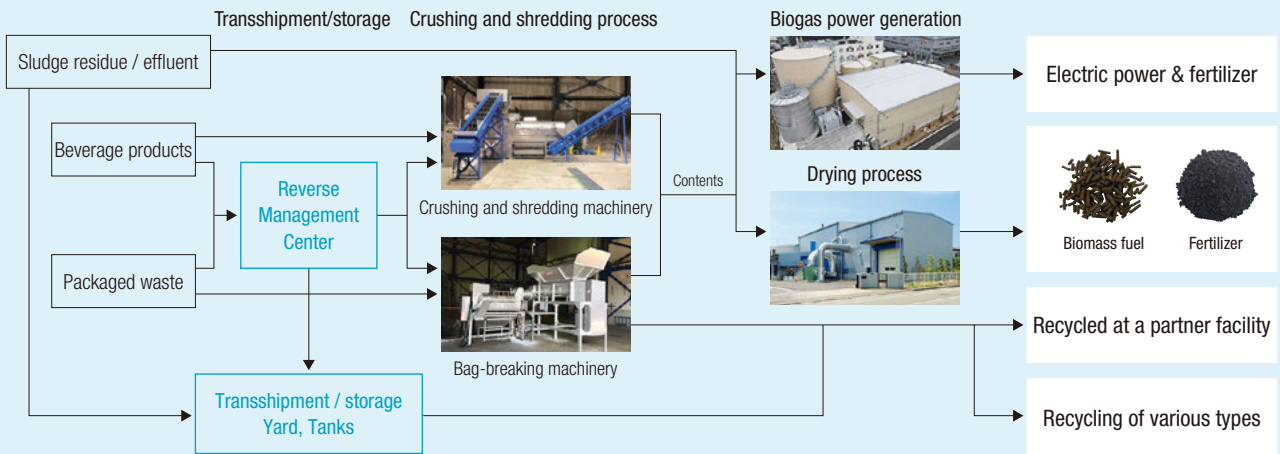 Transshipment/storage
Crushing and shredding process
Biogas power generation
Sludge residue / effluent
Electric power & fertilizer
Beverage products
Reverse
Management
Center
Crushing and shredding machinery
Contents
Drying process
Biomass fuel
Fertilizer
Packaged waste
Recycled at a partner facility
Bag-breaking machinery
Transshipment / storage
Yard, Tanks
Recycling of various types